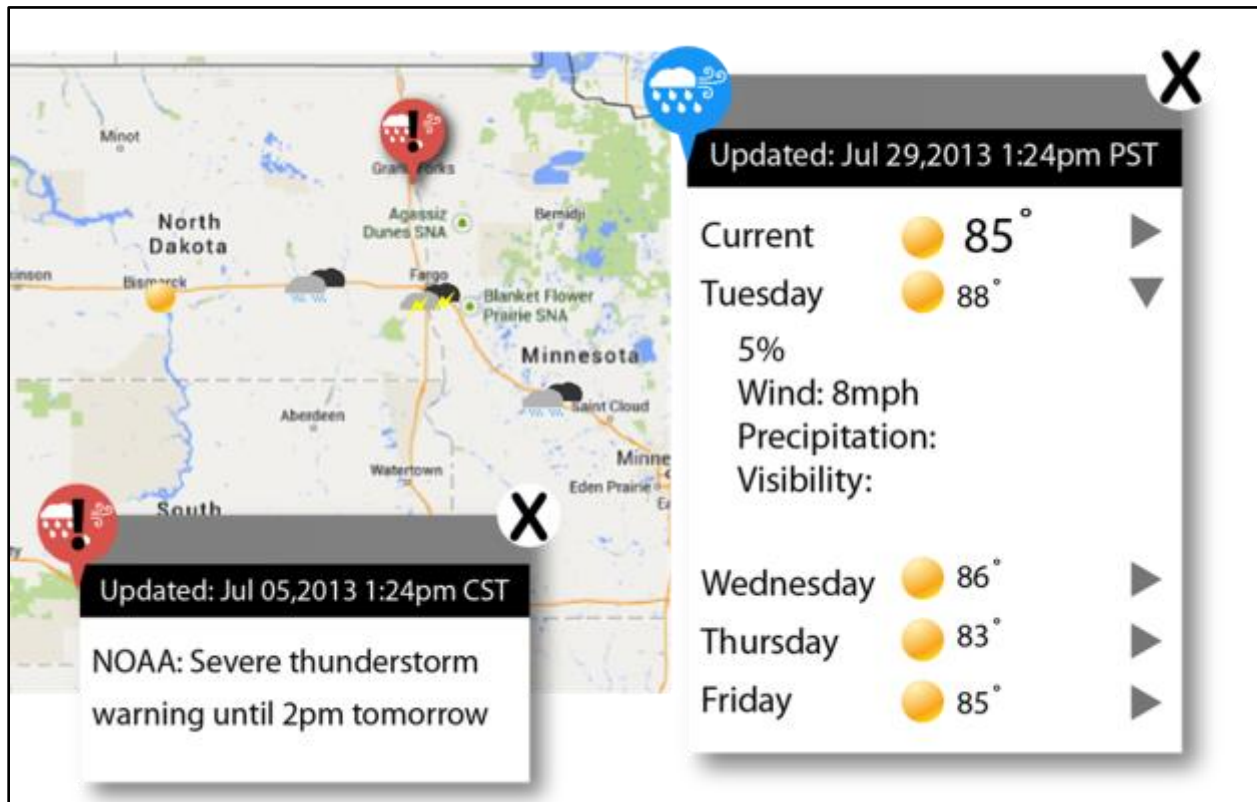 Minot
Grand Forks
Agassiz
Dunes SNA
Bemidji
North
Dakota
kinson
Bismarck
Fargo
Blanket Flower
Prairie SNA
Minnesota
Aberdeen
Saint Cloud
Watertown
Minne
Eden Prairie
South
X
Updated: Jul 05,2013 1:24pm CST
NOAA: Severe thunderstorm
warning until 2pm tomorrow
X
Updated: Jul 29,2013 1:24pm PST
Current 85°
Tuesday 88°
5%
Wind: 8mph
Precipitation:
Visibility:
Wednesday 86°
Thursday 83°
Friday 85°